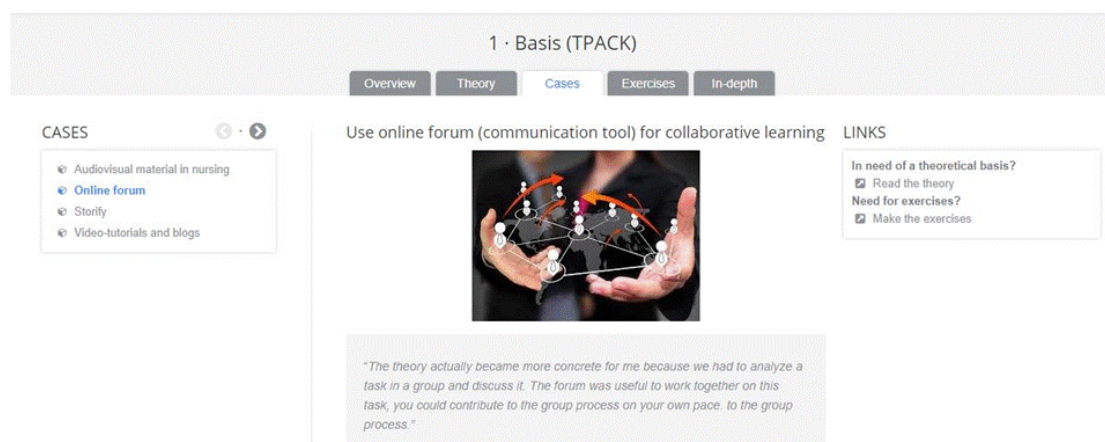 1 · Basis (TPACK)
Overview
Theory
Cases
Exercises
In-depth
CASES
Audiovisual material in nursing
Online forum
Storify
Video-tutorials and blogs
Use online forum (communication tool) for collaborative learning
"The theory actually became more concrete for me because we had to analyze a
task in a group and discuss it. The forum was useful to work together on this
task, you could contribute to the group process on your own pace. to the group
process."
LINKS
In need of a theoretical basis?
Read the theory
Need for exercises?
Make the exercises